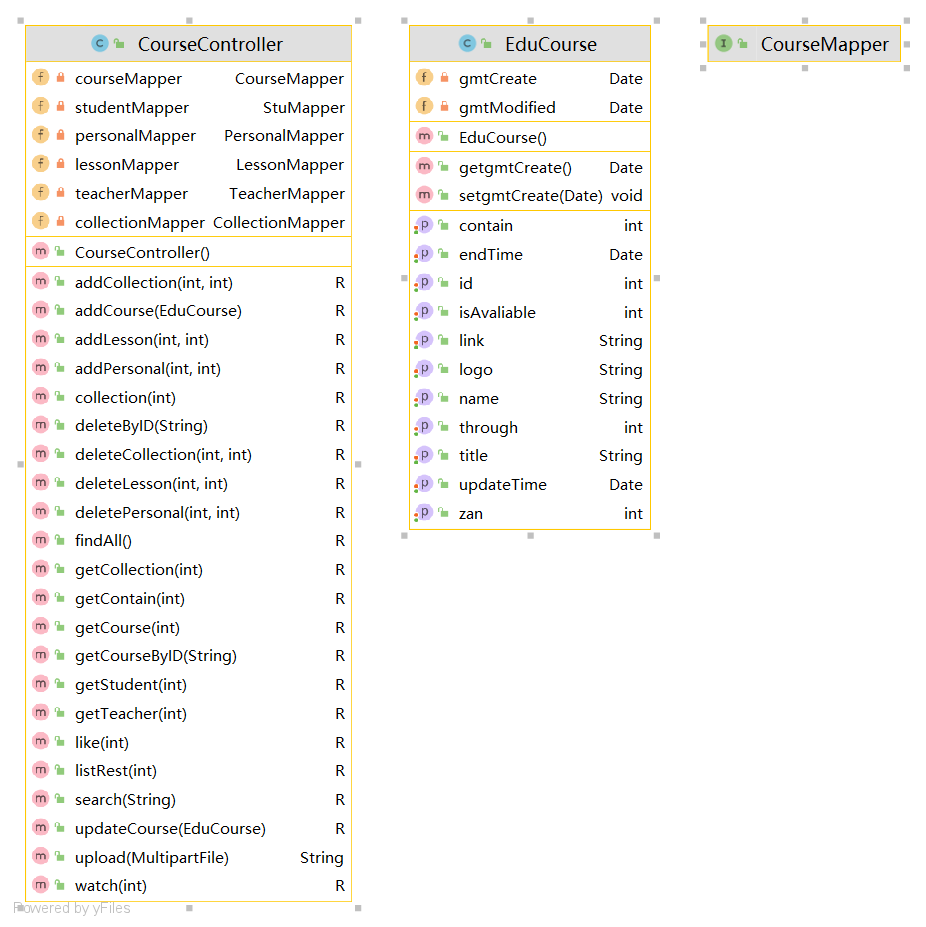 C CourseController
f courseMapper CourseMapper
f studentMapper StuMapper
f personalMapper PersonalMapper
f lessonMapper LessonMapper
f teacherMapper TeacherMapper
f collectionMapper CollectionMapper
m CourseController()
m addCollection(int, int) R
m addCourse(EduCourse) R
m addLesson(int, int) R
m addPersonal(int, int) R
m collection(int) R
m deleteByID(String) R
m deleteCollection(int, int) R
m deleteLesson(int, int) R
m deletePersonal(int, int) R
m findAll() R
m getCollection(int) R
m getContain(int) R
m getCourse(int) R
m getCourseByID(String) R
m getStudent(int) R
m getTeacher(int) R
m like(int) R
m listRest(int) R
m search(String) R
m updateCourse(EduCourse) R
m upload(MultipartFile) String
m watch(int) R
Powered by yFiles
C EduCourse
f gmtCreate Date
f gmtModified Date
m EduCourse()
m getgmtCreate() Date
m setgmtCreate(Date) void
p contain int
p endTime Date
p id int
p isAvaliable int
p link String
p logo String
p name String
p through int
p title String
p updateTime Date
p zan int
I CourseMapper